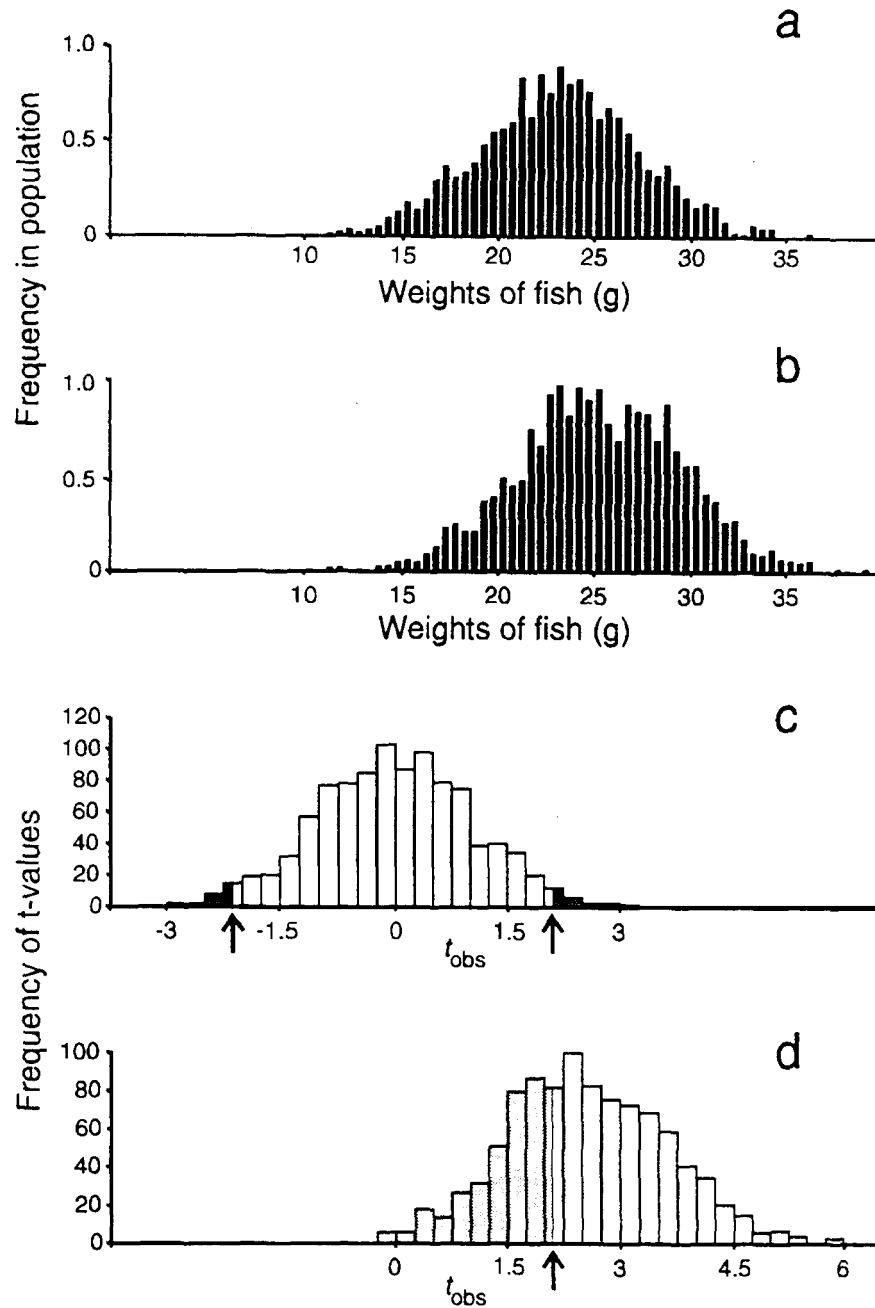 a
Frequency in population
1.0
0.5
0
10 15 20 25 30 35
Weights of fish (g)
b
1.0
0.5
0
10 15 20 25 30 35
Weights of fish (g)
c
Frequency of t-values
120
100
80
60
40
20
0
-3 -1.5 0 1.5 3
tobs
d
100
80
60
40
20
0
0 1.5 3 4.5 6
tobs